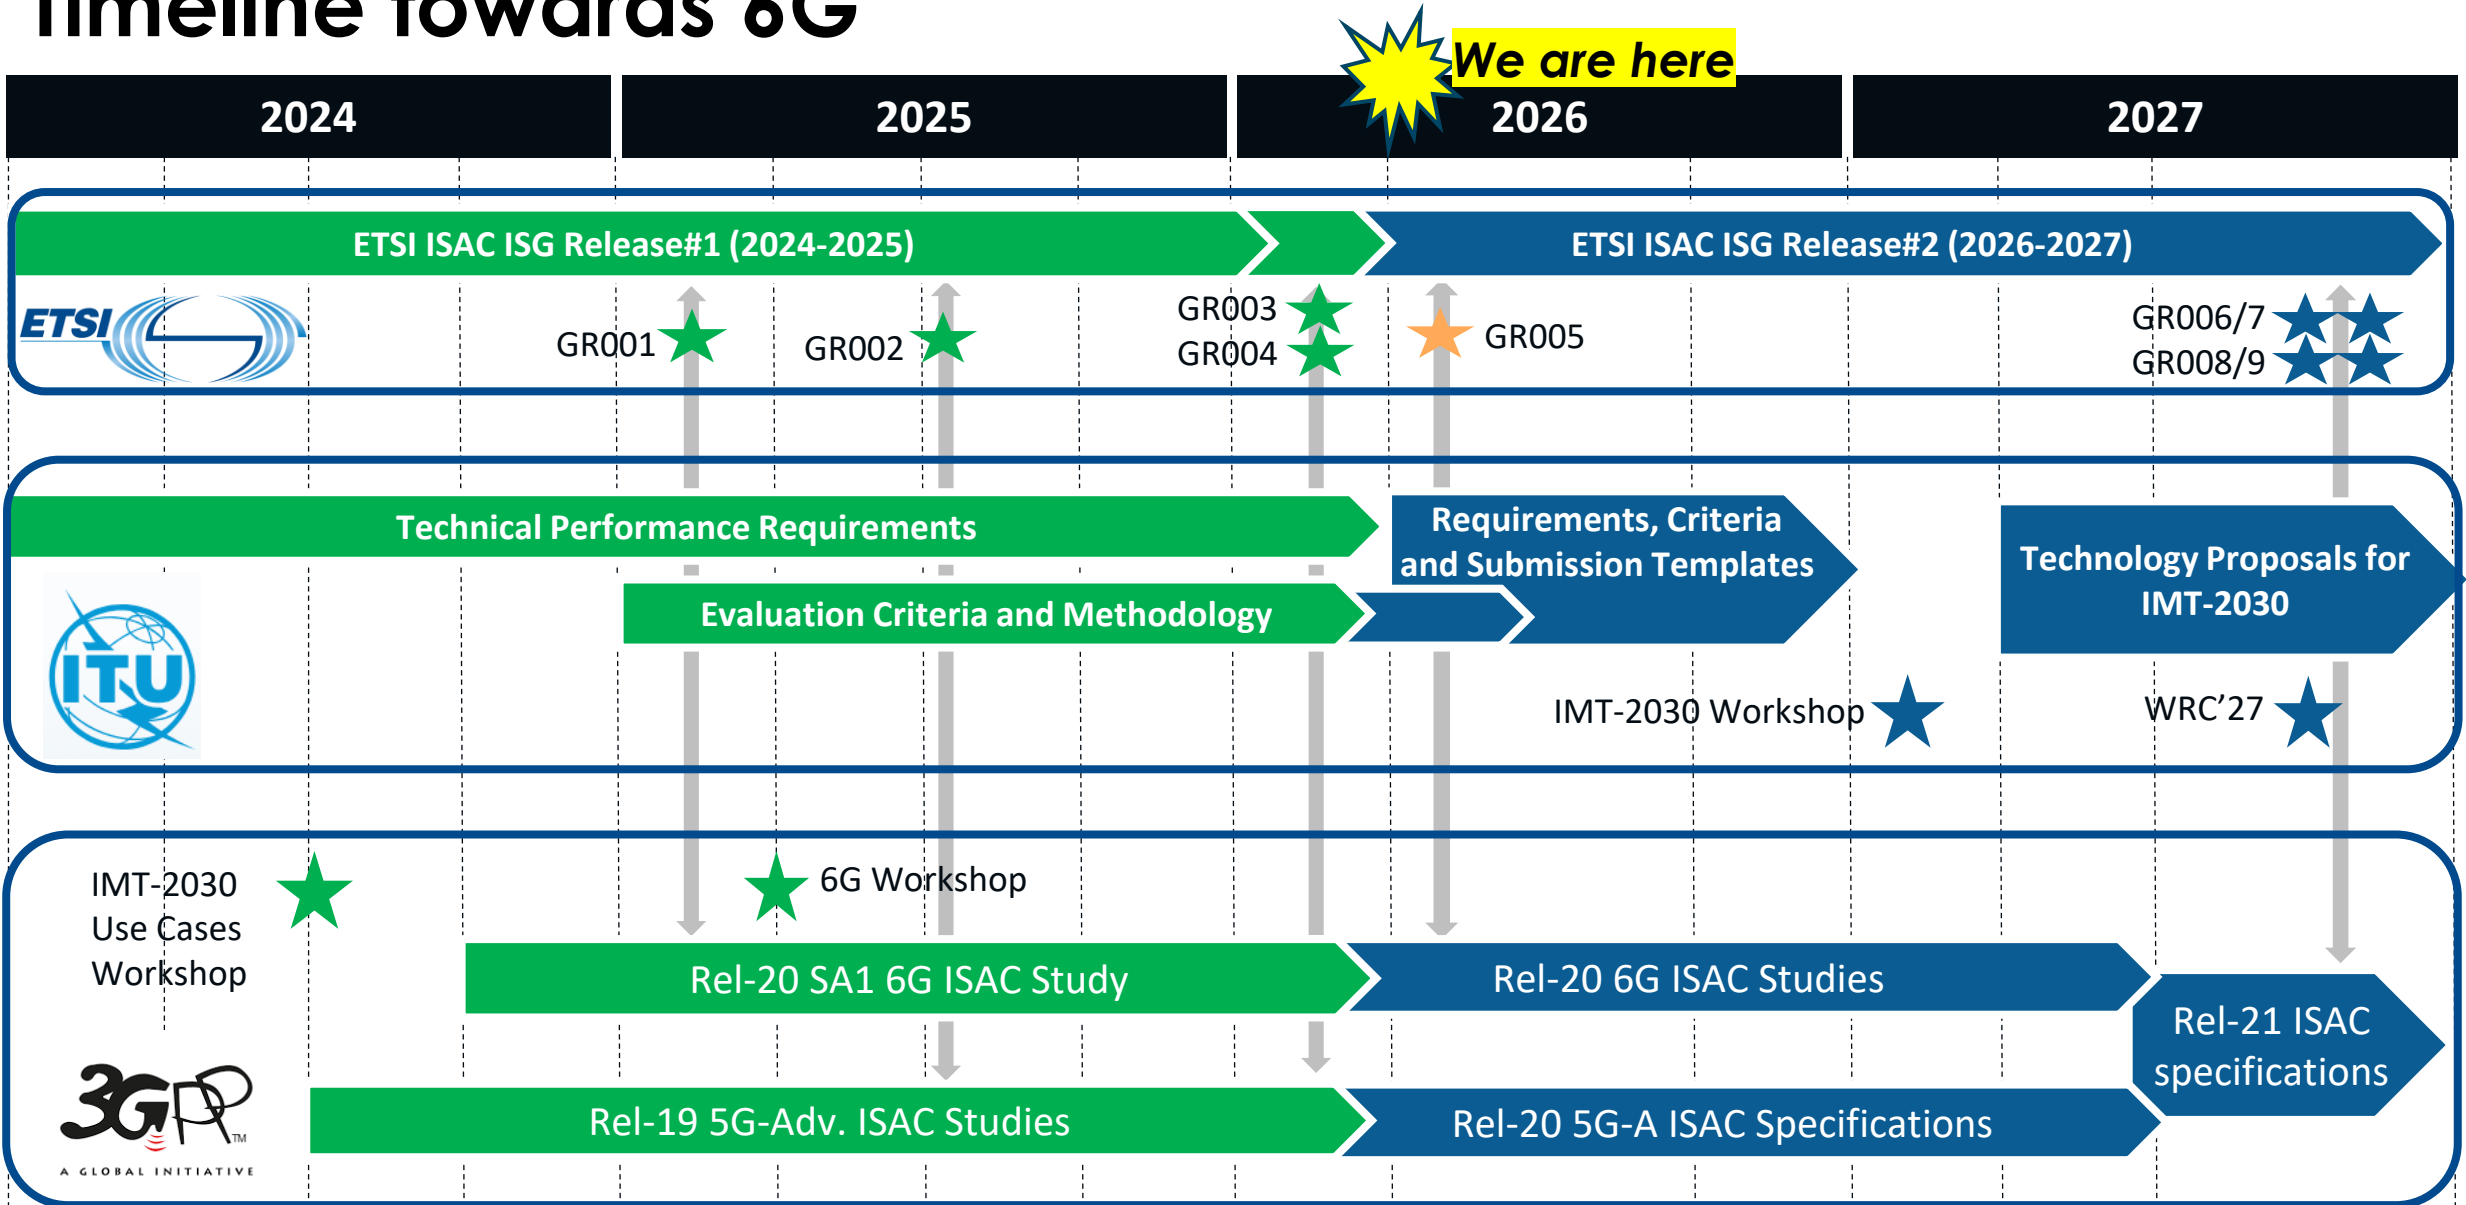 Timeline towards 6G
We are here
2024
2025
2026
2027
ETSI ISAC ISG Release#1 (2024-2025)
ETSI ISAC ISG Release#2 (2026-2027)
ETSI
GR001
GR002
GR003
GR004
GR005
GR006/7
GR008/9
Technical Performance Requirements
Requirements, Criteria
and Submission Templates
Technology Proposals for
IMT-2030
Evaluation Criteria and Methodology
ITU
IMT-2030 Workshop
WRC’27
IMT-2030
Use Cases
Workshop
6G Workshop
Rel-20 SA1 6G ISAC Study
Rel-20 6G ISAC Studies
Rel-21 ISAC
specifications
3GPP
TM
A GLOBAL INITIATIVE
Rel-19 5G-Adv. ISAC Studies
Rel-20 5G-A ISAC Specifications